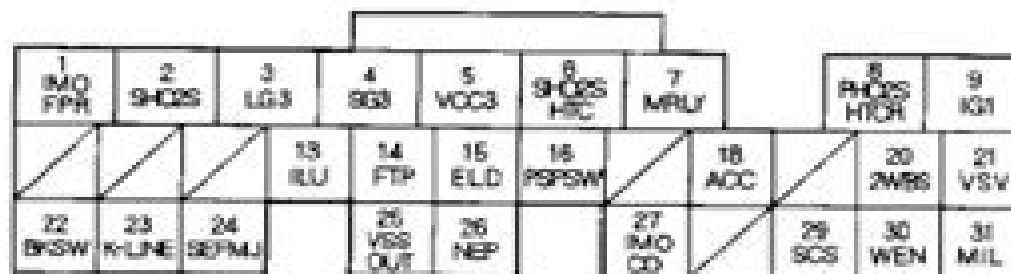 1 2 3 4 5 6 7 8 9
IMO FPR SHO2S LG3 SG3 VCC3 SHO2S HTC MRLY PHO2S HTCR IG1
13 14 15 16 18 20 21
ILU FTP ELD PSPSW ACC 2WBS VSV
22 23 24 25 26 27 29 30 31
BKSW K-LINE SEFMJ VSS OUT NEP IMO CD SCS WEN MIL